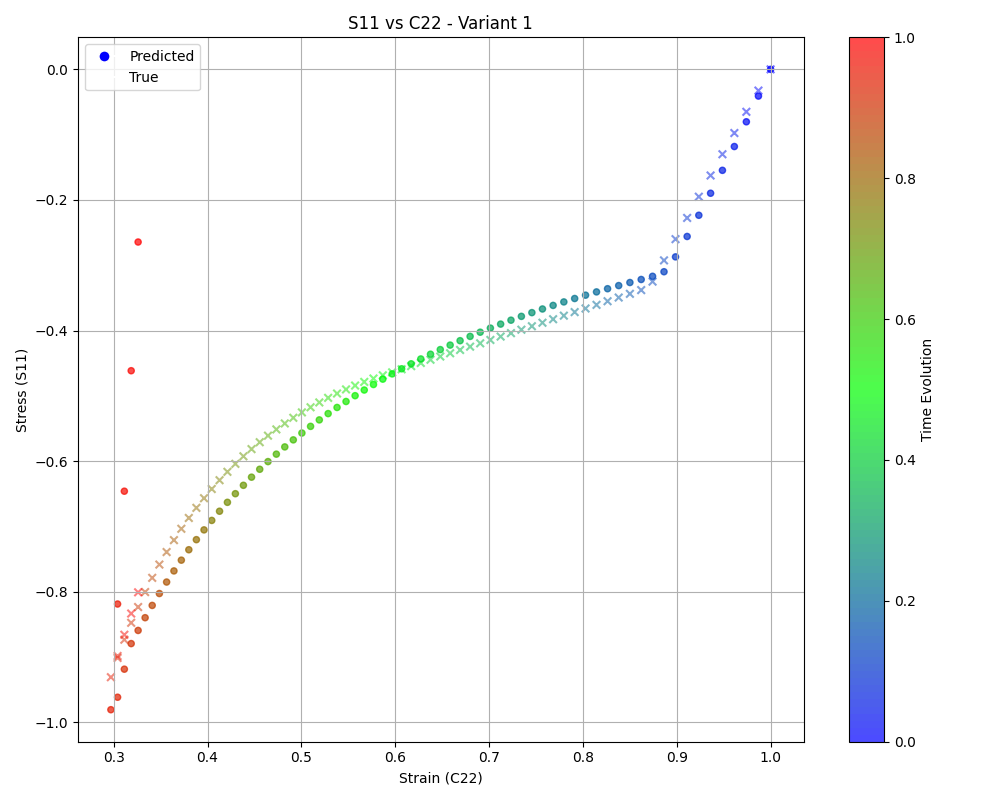 S11 vs C22 - Variant 1
Predicted
True
Stress (S11)
0.0
−0.2
−0.4
−0.6
−0.8
−1.0
0.3 0.4 0.5 0.6 0.7 0.8 0.9 1.0
Strain (C22)
1.0
0.8
0.6
0.4
0.2
0.0
Time Evolution